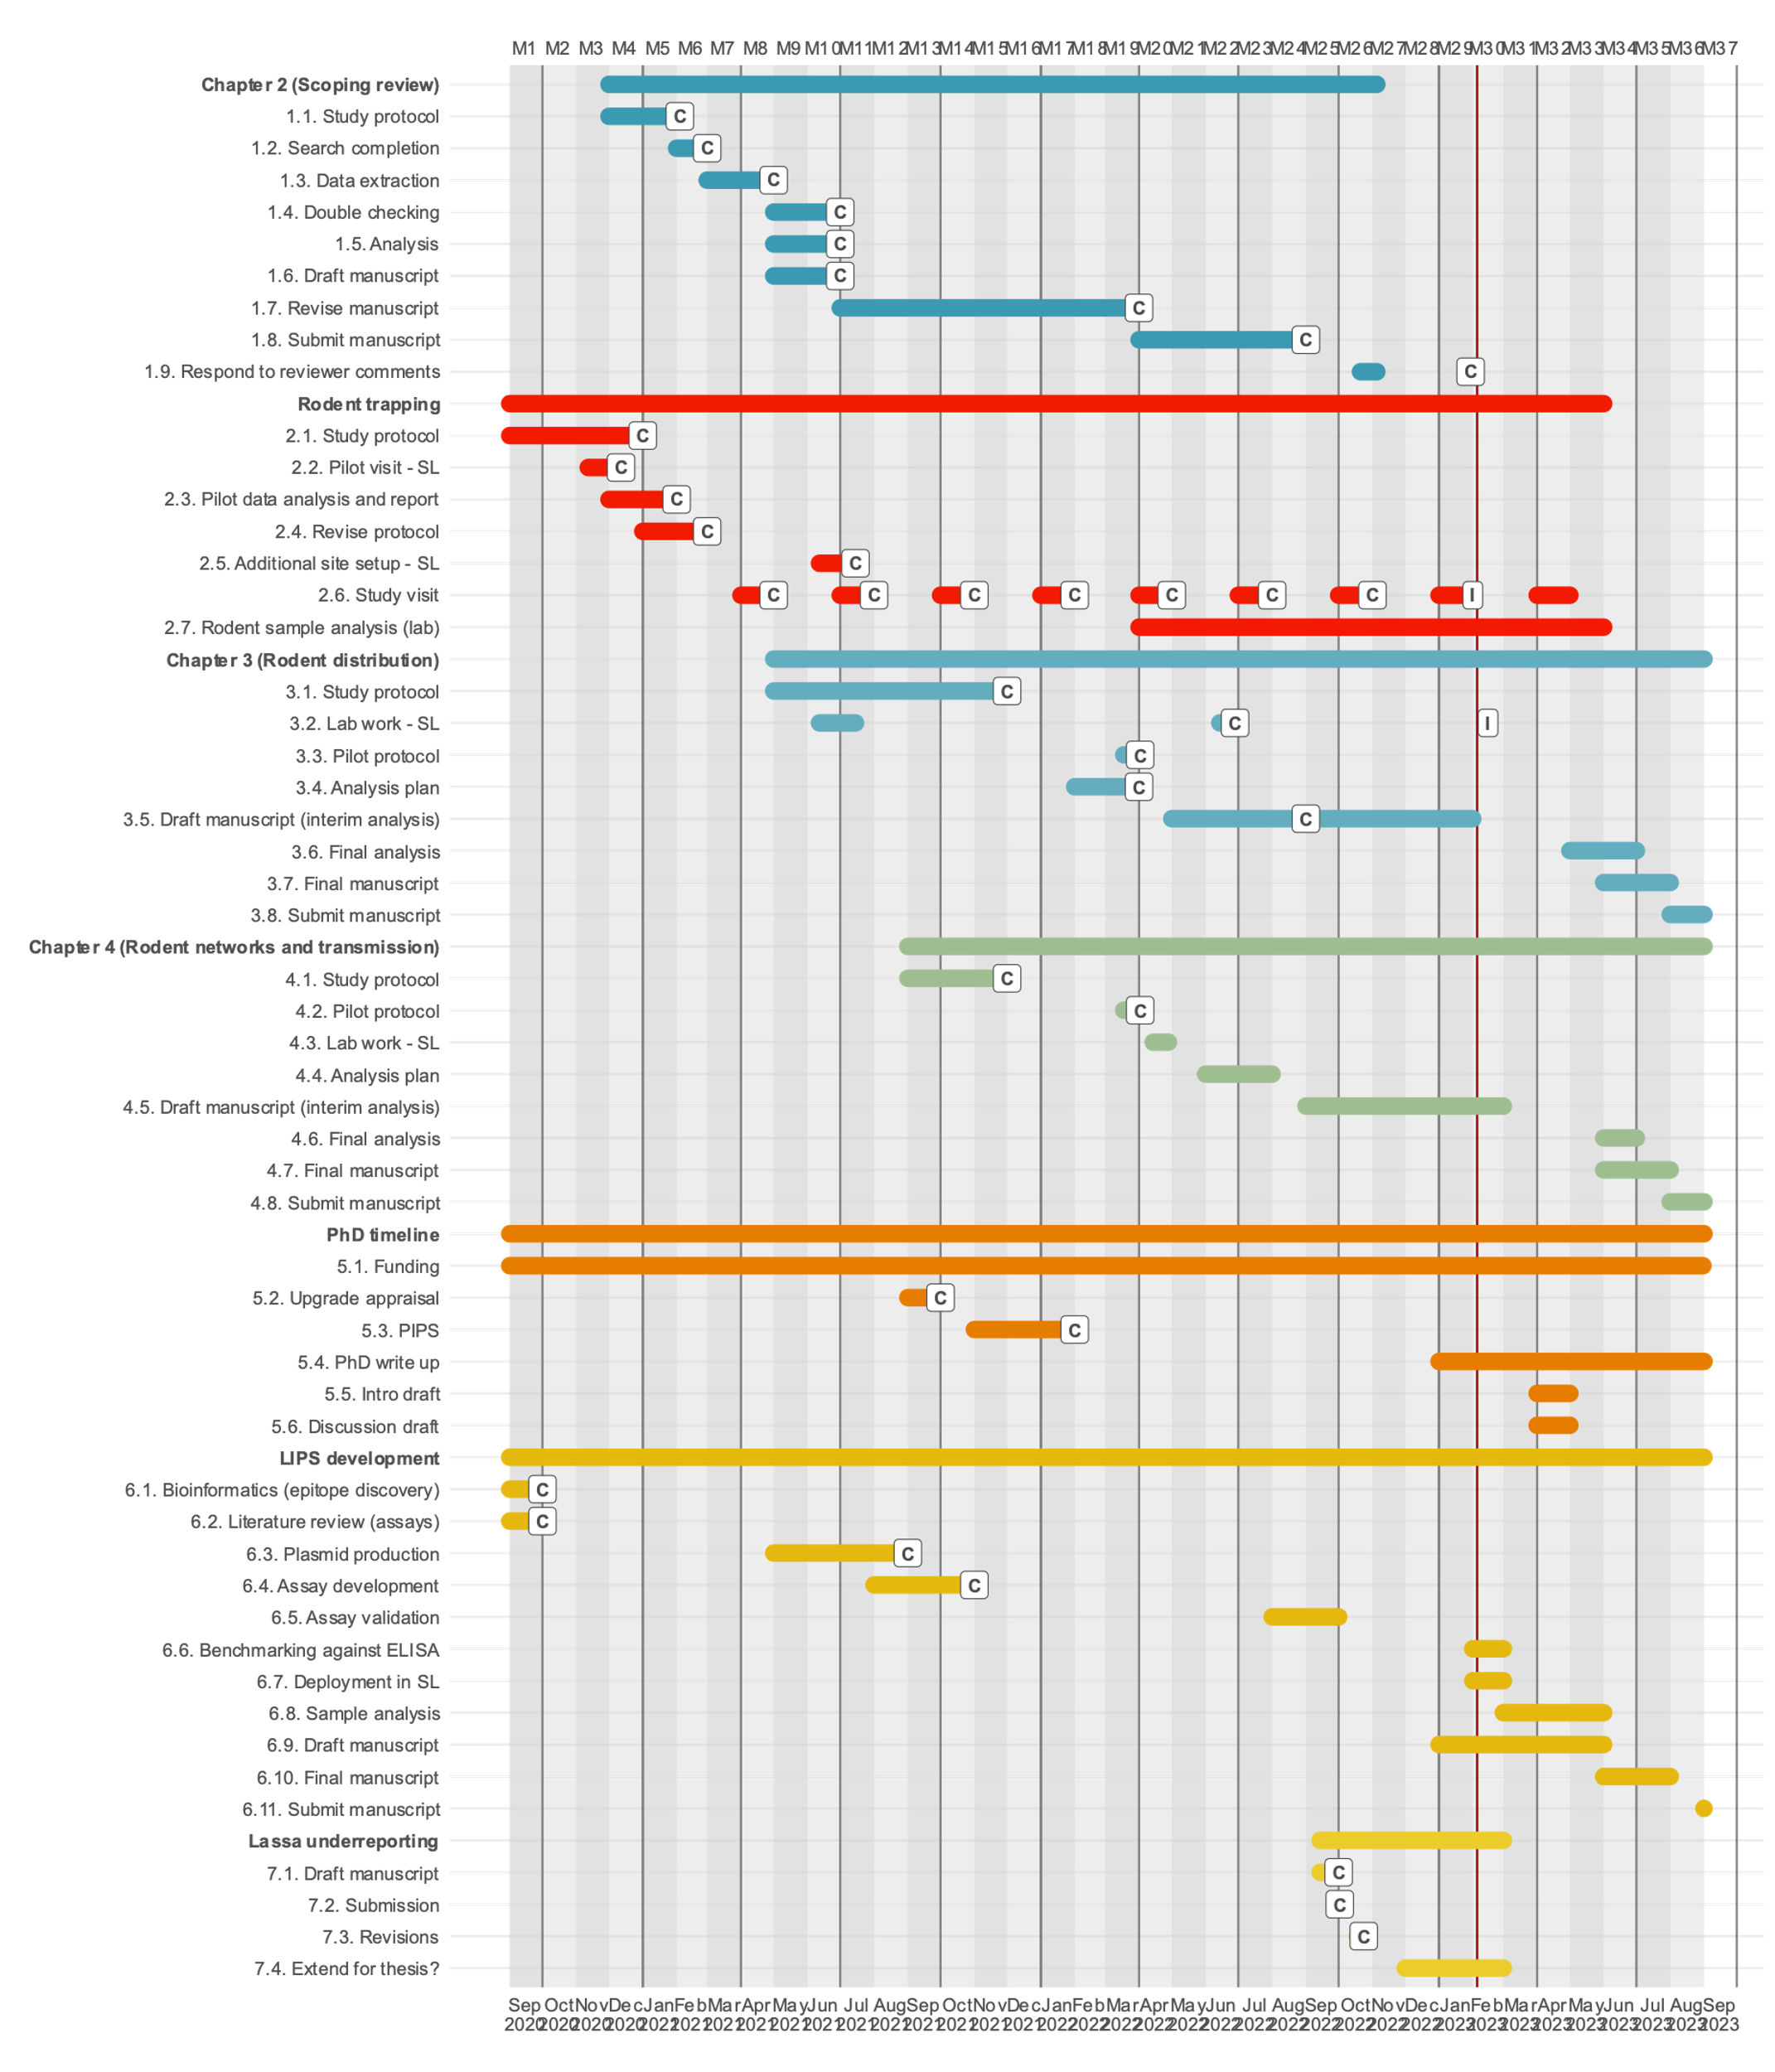 M1 M2 M3 M4 M5 M6 M7 M8 M9 M10 M11 M12 M13 M14 M15 M16 M17 M18 M19 M20 M21 M22 M23 M24 M25 M26 M27 M28 M29 M30 M31 M32 M33 M34 M35 M36 M37
Chapter 2 (Scoping review)
1.1. Study protocol C
1.2. Search completion C
1.3. Data extraction C
1.4. Double checking C
1.5. Analysis C
1.6. Draft manuscript C
1.7. Revise manuscript C
1.8. Submit manuscript C
1.9. Respond to reviewer comments C
Rodent trapping
2.1. Study protocol C
2.2. Pilot visit - SL C
2.3. Pilot data analysis and report C
2.4. Revise protocol C
2.5. Additional site setup - SL C
2.6. Study visit C C C C C C C I
2.7. Rodent sample analysis (lab)
Chapter 3 (Rodent distribution)
3.1. Study protocol C
3.2. Lab work - SL C I
3.3. Pilot protocol C
3.4. Analysis plan C
3.5. Draft manuscript (interim analysis) C
3.6. Final analysis
3.7. Final manuscript
3.8. Submit manuscript
Chapter 4 (Rodent networks and transmission)
4.1. Study protocol C
4.2. Pilot protocol C
4.3. Lab work - SL
4.4. Analysis plan
4.5. Draft manuscript (interim analysis)
4.6. Final analysis
4.7. Final manuscript
4.8. Submit manuscript
PhD timeline
5.1. Funding
5.2. Upgrade appraisal C
5.3. PIPS C
5.4. PhD write up
5.5. Intro draft
5.6. Discussion draft
LIPS development
6.1. Bioinformatics (epitope discovery) C
6.2. Literature review (assays) C
6.3. Plasmid production C
6.4. Assay development C
6.5. Assay validation
6.6. Benchmarking against ELISA
6.7. Deployment in SL
6.8. Sample analysis
6.9. Draft manuscript
6.10. Final manuscript
6.11. Submit manuscript
Lassa underreporting
7.1. Draft manuscript C
7.2. Submission C
7.3. Revisions C
7.4. Extend for thesis?
Sep Oct Nov Dec Jan Feb Mar Apr May Jun Jul Aug Sep Oct Nov Dec Jan Feb Mar Apr May Jun Jul Aug Sep Oct Nov Dec Jan Feb Mar Apr May Jun Jul Aug Sep
2020 2020 2020 2020 2021 2021 2021 2021 2021 2021 2021 2021 2021 2021 2021 2021 2022 2022 2022 2022 2022 2022 2022 2022 2022 2022 2022 2022 2023 2023 2023 2023 2023 2023 2023 2023 2023